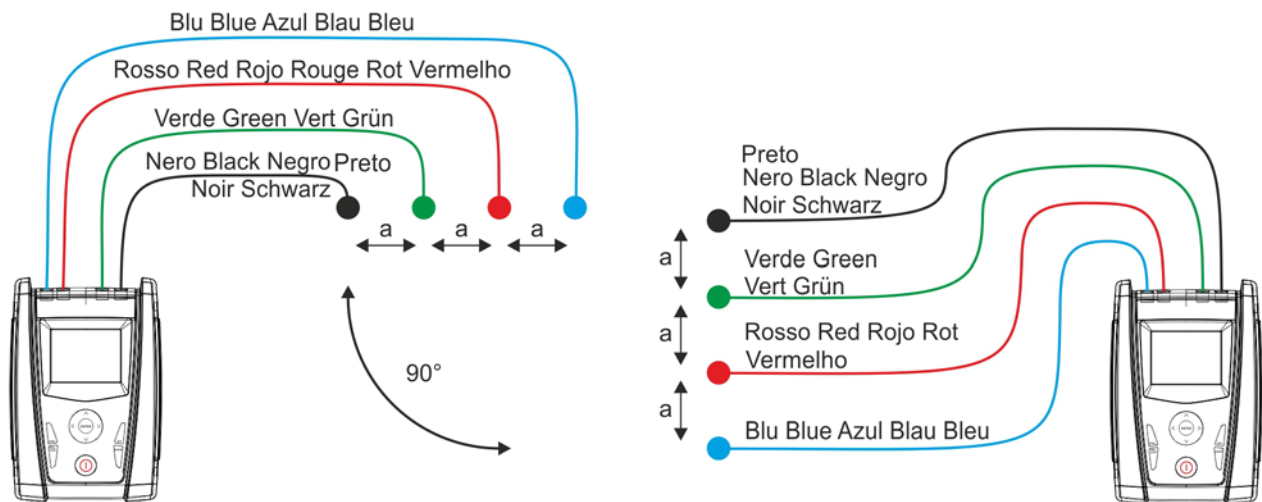 Blu Blue Azul Blau Bleu
Rosso Red Rojo Rouge Rot Vermelho
Verde Green Vert Grün
Nero Black Negro Preto
Noir Schwarz
a a a
90°
Preto
Nero Black Negro
Noir Schwarz
a
Verde Green
Vert Grün
a
Rosso Red Rojo Rot
Vermelho
a
Blu Blue Azul Blau Bleu